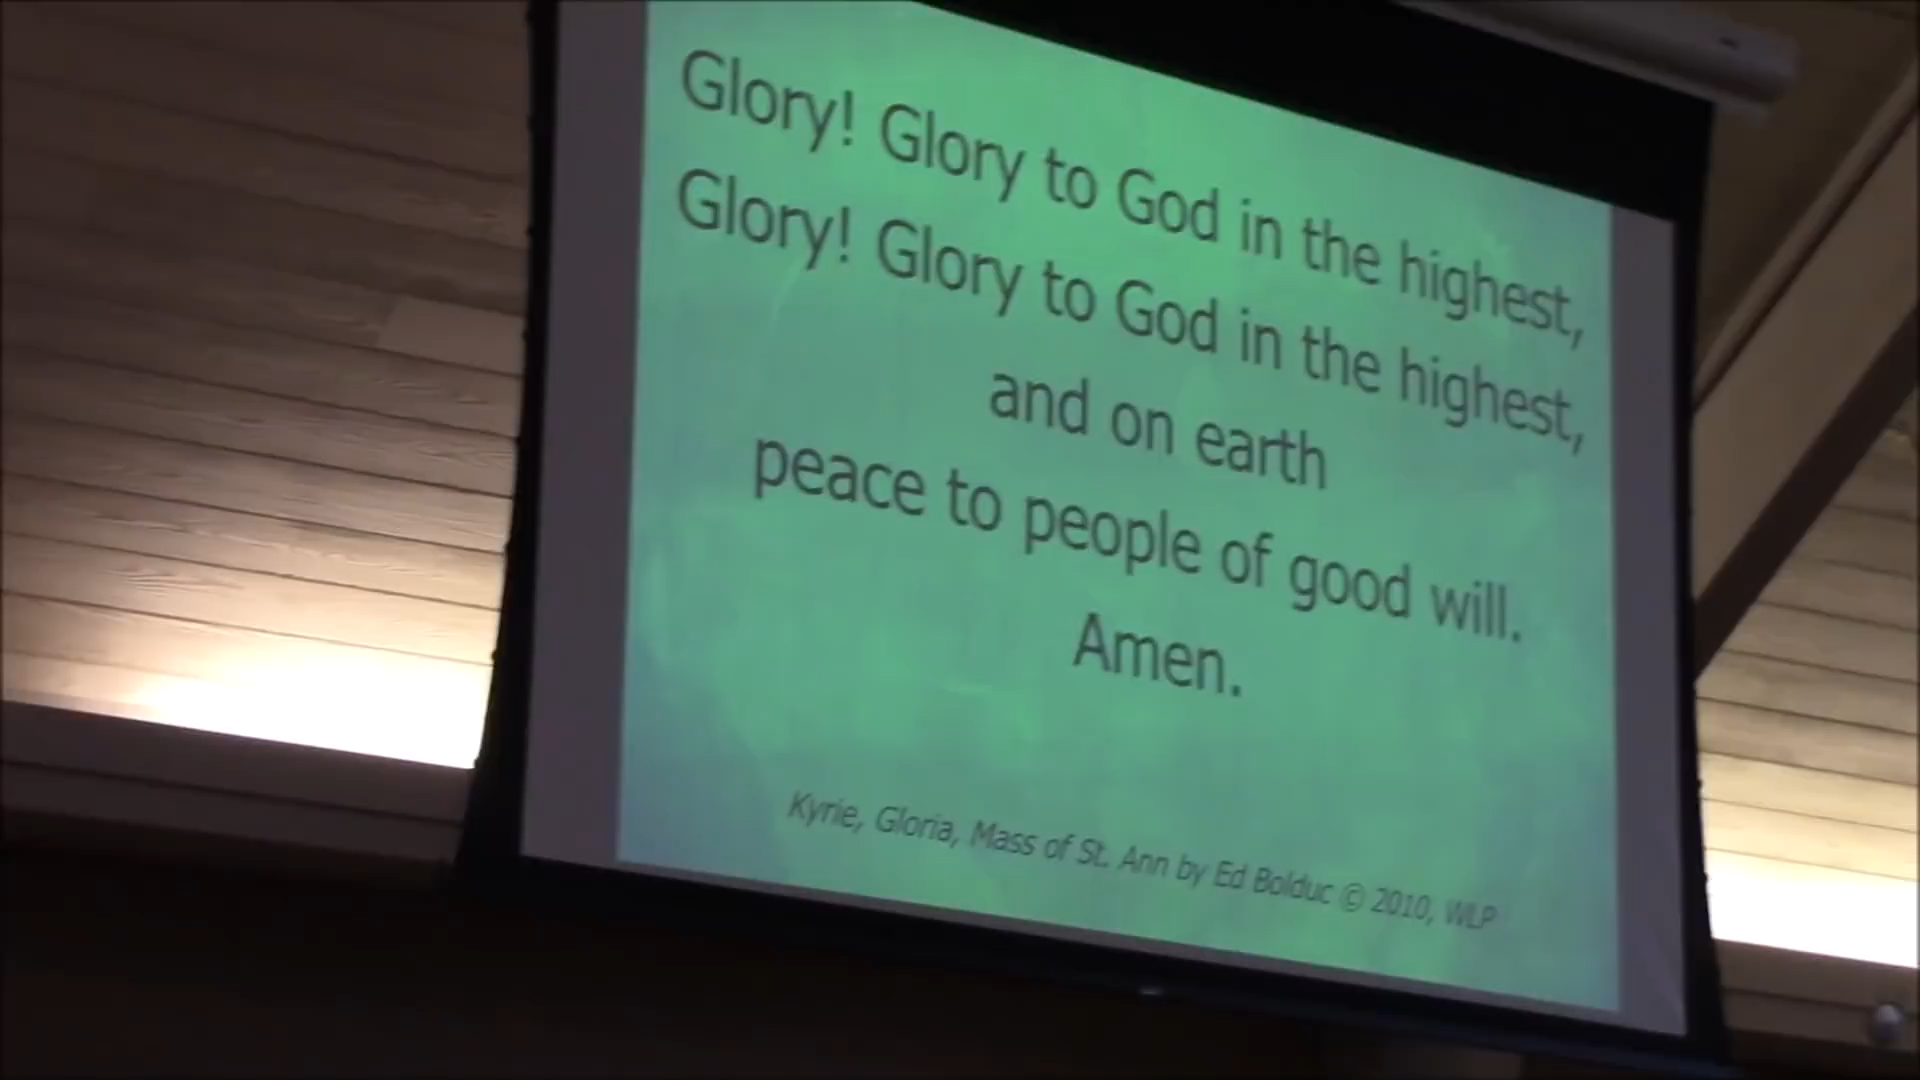 Glory! Glory to God in the highest,
Glory! Glory to God in the highest,
and on earth
peace to people of good will.
Amen.
Kyrie, Gloria, Mass of St. Ann by Ed Bolduc © 2010, WLP